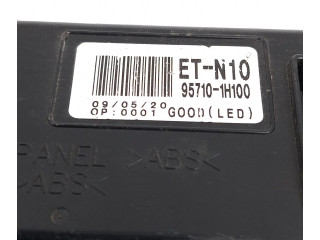 ET-N10
95710-1H100
09/05/20
OP:0001 GOOD(LED)
PANEL >ABS<
>ABS<